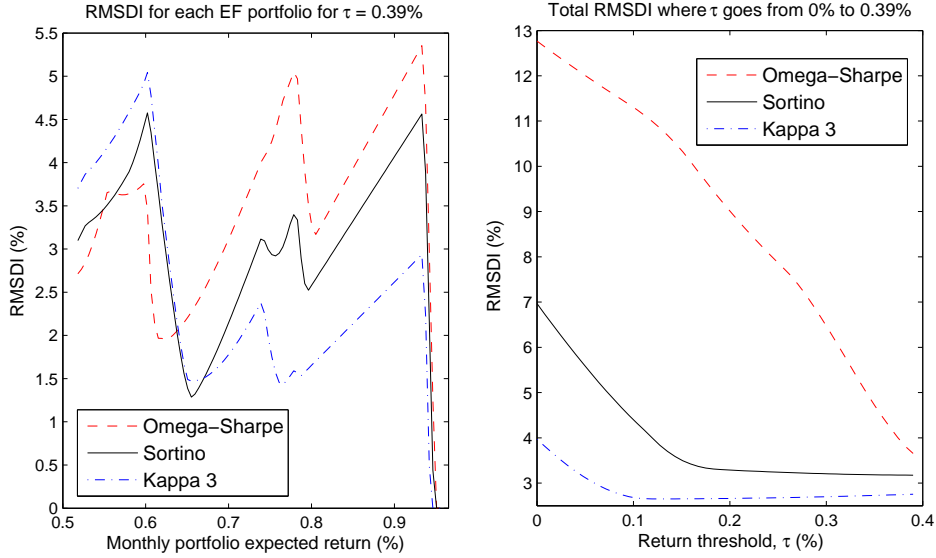 RMSDI for each EF portfolio for τ = 0.39%
5.5
5
4.5
4
3.5
3
2.5
2
1.5
1
0.5
0
RMSDI (%)
Omega−Sharpe
Sortino
Kappa 3
0.5
0.6
0.7
0.8
0.9
Monthly portfolio expected return (%)
Total RMSDI where τ goes from 0% to 0.39%
13
12
11
10
9
8
7
6
5
4
3
2.5
RMSDI (%)
Omega−Sharpe
Sortino
Kappa 3
0
0.1
0.2
0.3
0.4
Return threshold, τ (%)